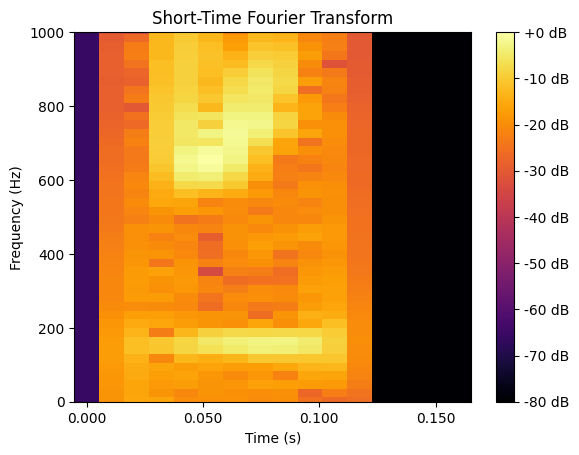 Short-Time Fourier Transform
1000
800
600
400
200
0
Frequency (Hz)
0.000
0.050
0.100
0.150
Time (s)
+0 dB
-10 dB
-20 dB
-30 dB
-40 dB
-50 dB
-60 dB
-70 dB
-80 dB